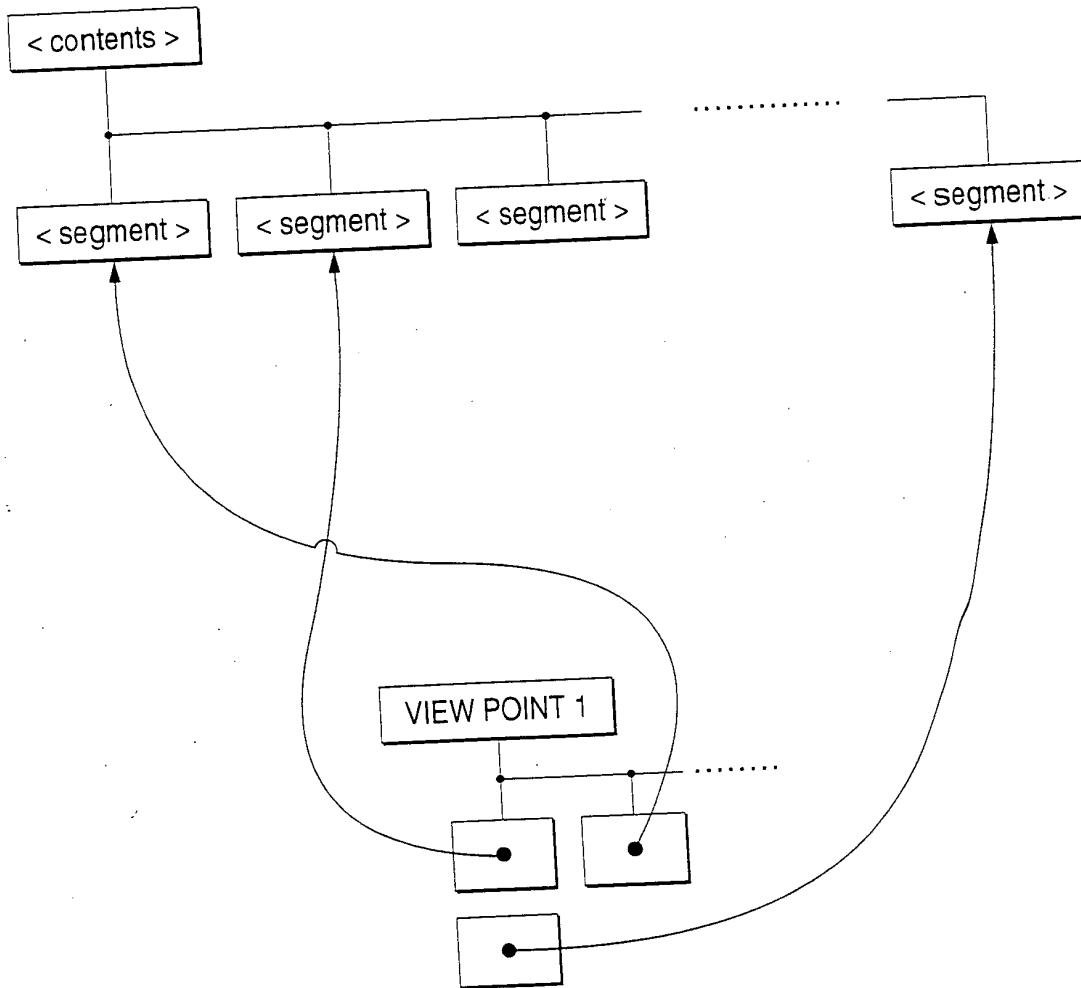 < contents >
< segment >
< segment >
< segment >
< segment >
VIEW POINT 1